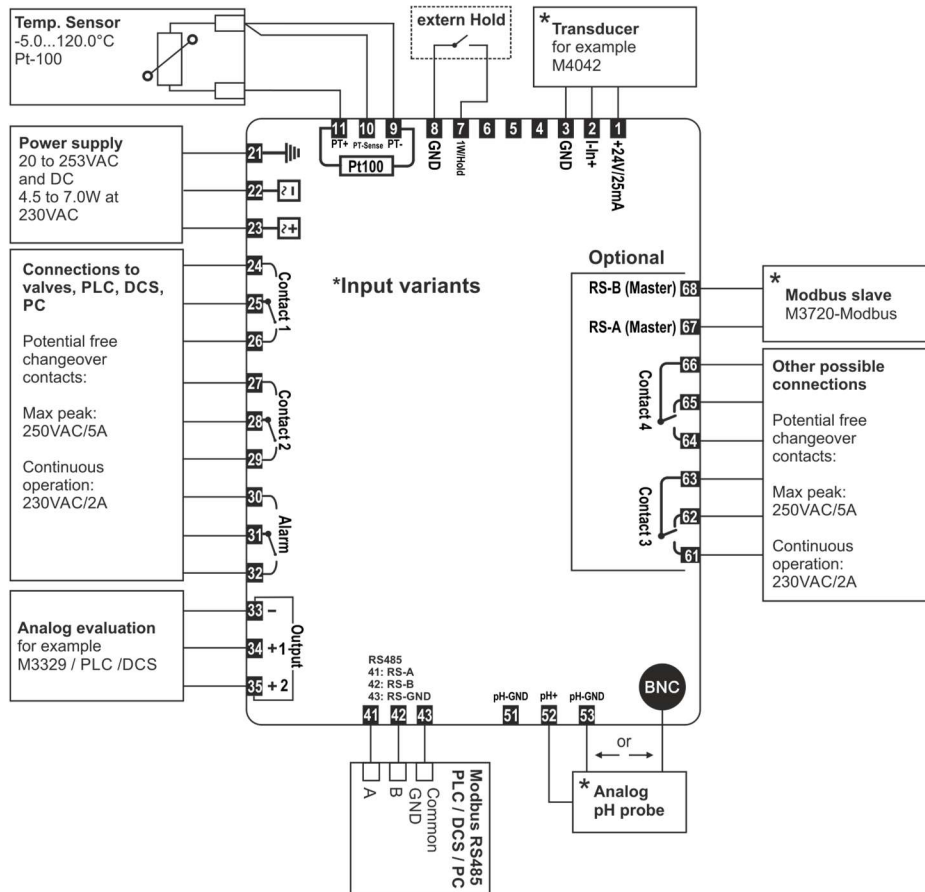 Temp. Sensor
-5.0...120.0°C
Pt-100
extern Hold
* Transducer
for example
M4042
11 10 9 8 7 6 5 4 3 2 1
PT+ PT-Sense PT-
Pt100
GND
1W/Hold
GND
I-In+
+24V/25mA
Power supply
20 to 253VAC
and DC
4.5 to 7.0W at
230VAC
21
22 ~ −
23 ~ +
Connections to
valves, PLC, DCS,
PC
Potential free
changeover
contacts:
Max peak:
250VAC/5A
Continuous
operation:
230VAC/2A
24
25
26
Contact 1
27
28
29
Contact 2
30
31
32
Alarm
Analog evaluation
for example
M3329 / PLC /DCS
33 −
34 + 1
35 + 2
Output
*Input variants
Optional
RS-B (Master) 68
RS-A (Master) 67
* Modbus slave
M3720-Modbus
66
65
64
Contact 4
63
62
61
Contact 3
Other possible
connections
Potential free
changeover
contacts:
Max peak:
250VAC/5A
Continuous
operation:
230VAC/2A
RS485
41: RS-A
42: RS-B
43: RS-GND
41 42 43
A
B
Common
GND
Modbus RS485
PLC / DCS / PC
pH-GND pH+ pH-GND
51 52 53
BNC
or
* Analog
pH probe